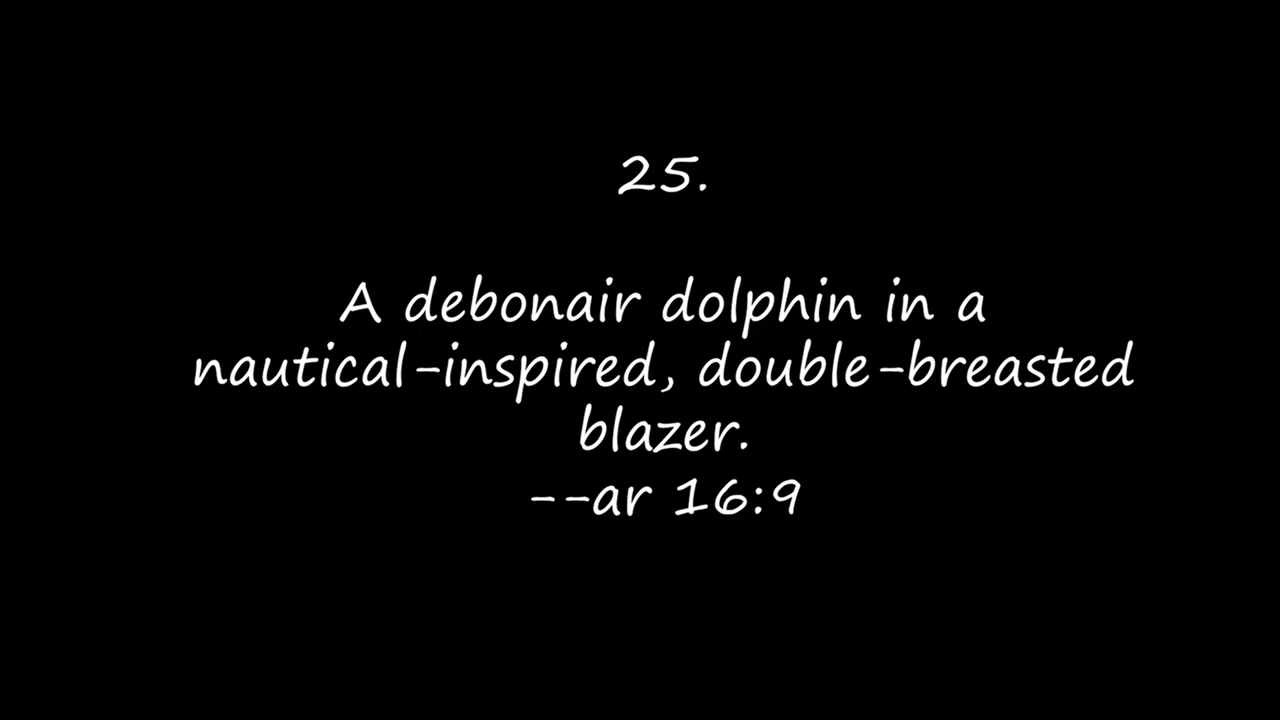 25.
A debonair dolphin in a
nautical-inspired, double-breasted
blazer.
--ar 16:9